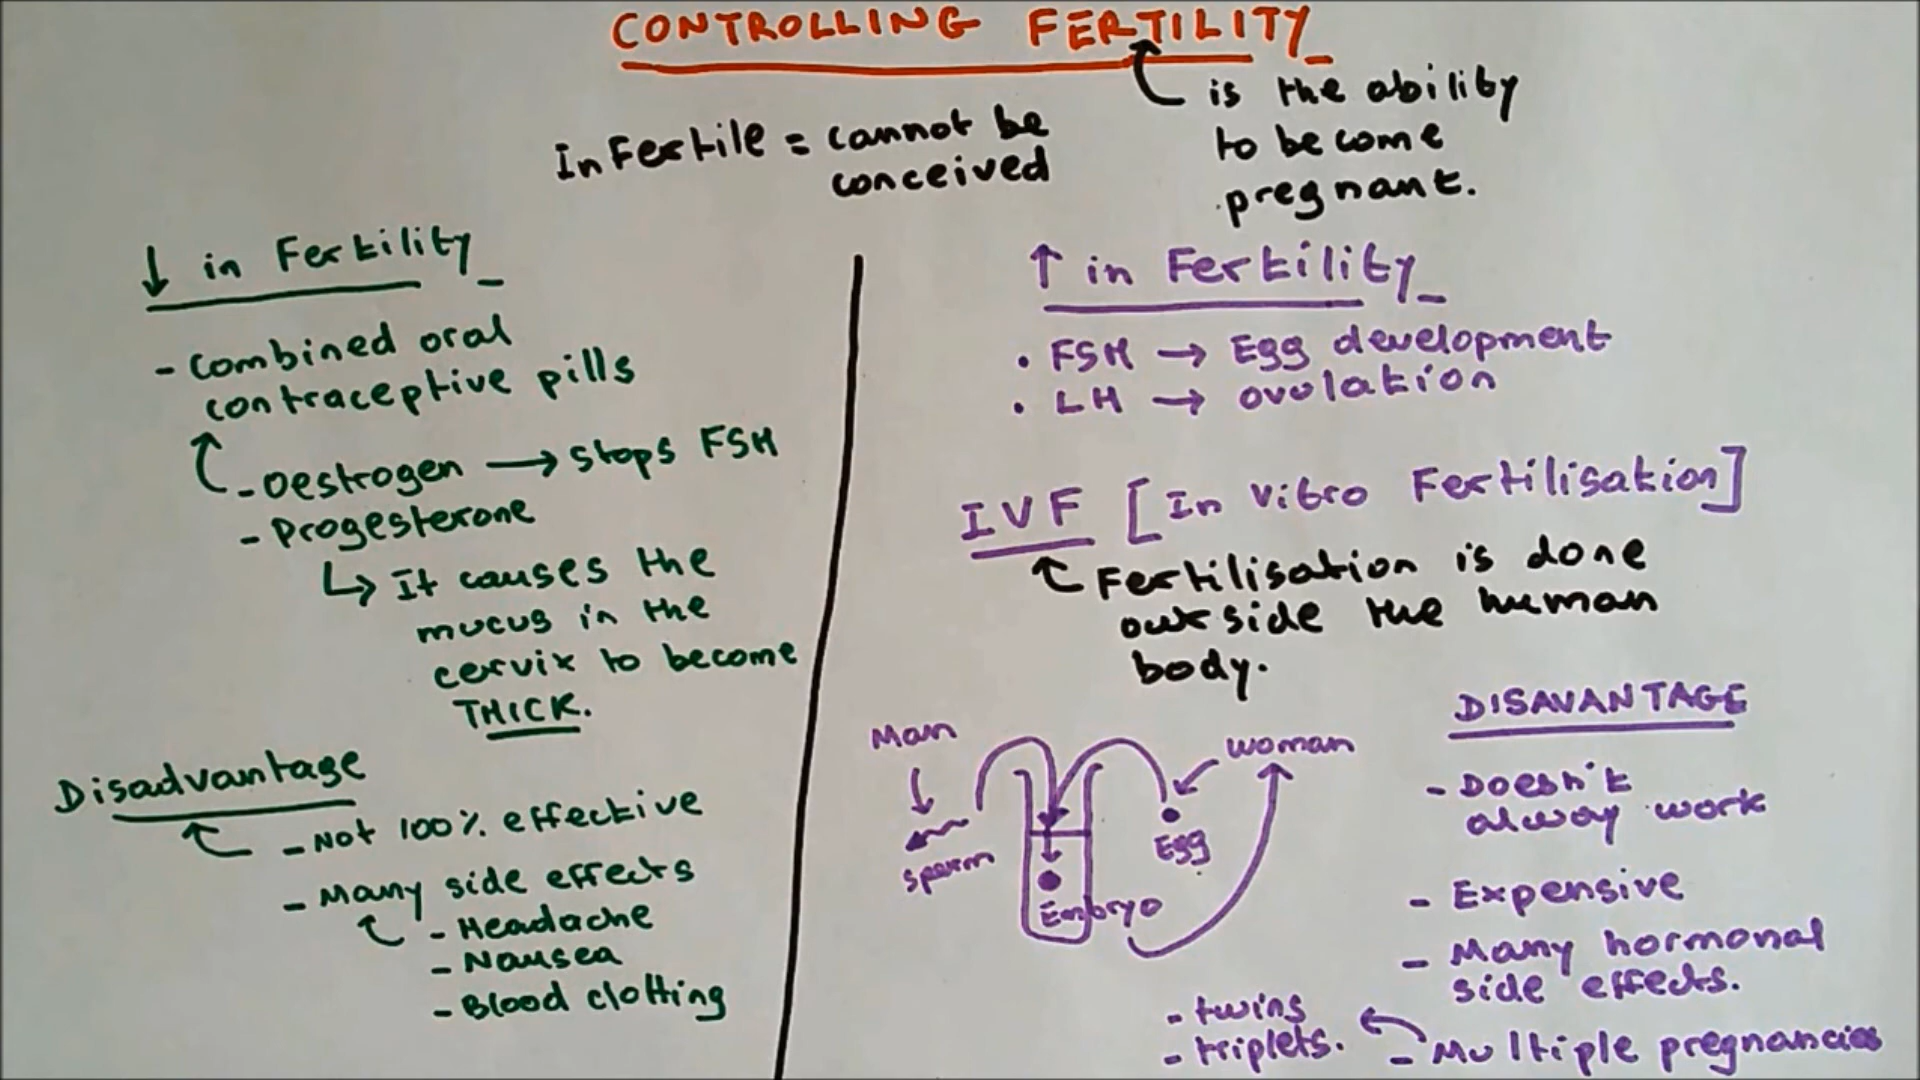 CONTROLLING FERTILITY
is the ability
to become
pregnant.
Infertile = cannot be
conceived
↓ in Fertility
- Combined oral
contraceptive pills
- Oestrogen → stops FSH
- Progesterone
↳ It causes the
mucus in the
cervix to become
THICK.
Disadvantage
- Not 100% effective
- Many side effects
- Headache
- Nausea
- Blood clotting
↑ in Fertility
• FSH → Egg development
• LH → ovulation
IVF [In Vitro Fertilisation]
Fertilisation is done
outside the human
body.
Man
woman
sperm
Egg
Embryo
DISAVANTAGE
- Doesn't
alway work
- Expensive
- Many hormonal
side effects.
- Multiple pregnancies
- twins
- triplets.